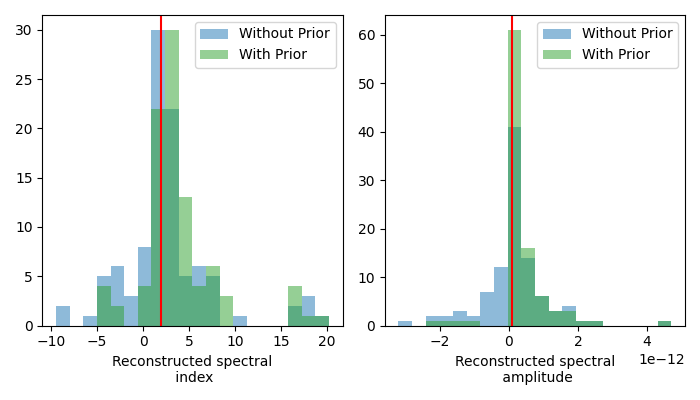 30
25
20
15
10
5
0
−10 −5 0 5 10 15 20
Reconstructed spectral
index
Without Prior
With Prior
60
50
40
30
20
10
0
−2 0 2 4
1e−12
Reconstructed spectral
amplitude
Without Prior
With Prior